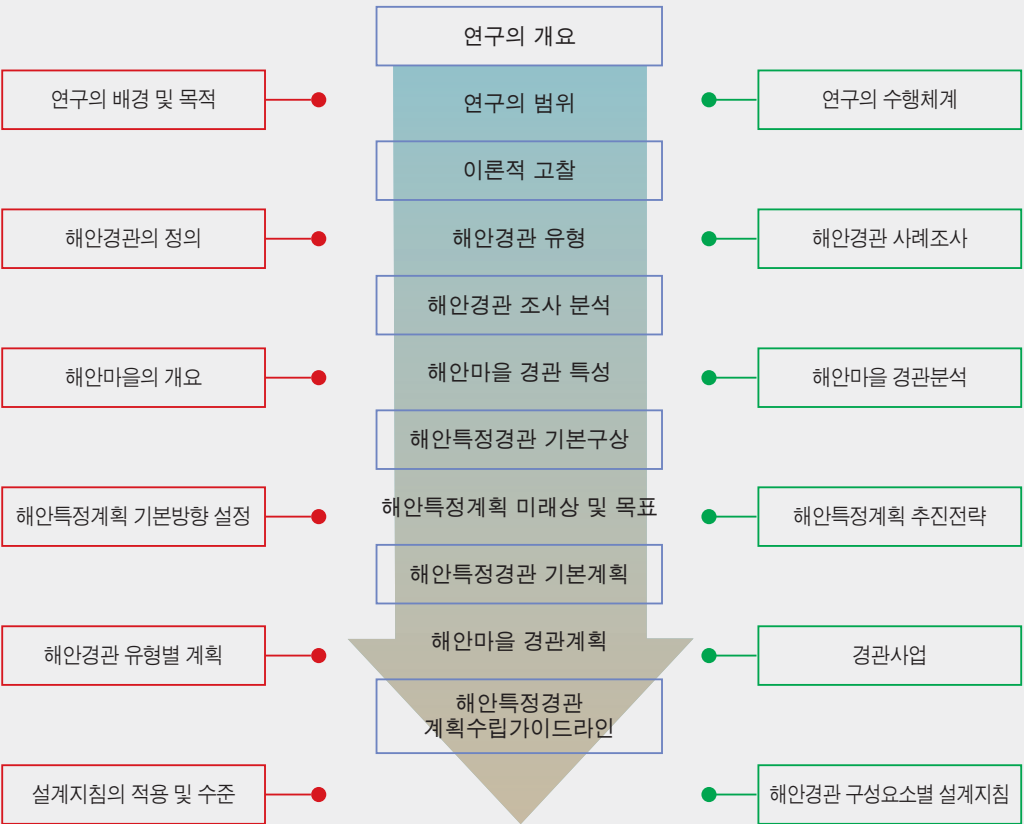 연구의 개요
연구의 배경 및 목적
연구의 범위
연구의 수행체계
이론적 고찰
해안경관의 정의
해안경관 유형
해안경관 사례조사
해안경관 조사 분석
해안마을의 개요
해안마을 경관 특성
해안마을 경관분석
해안특정경관 기본구상
해안특정계획 기본방향 설정
해안특정계획 미래상 및 목표
해안특정계획 추진전략
해안특정경관 기본계획
해안경관 유형별 계획
해안마을 경관계획
경관사업
해안특정경관
계획수립가이드라인
설계지침의 적용 및 수준
해안경관 구성요소별 설계지침